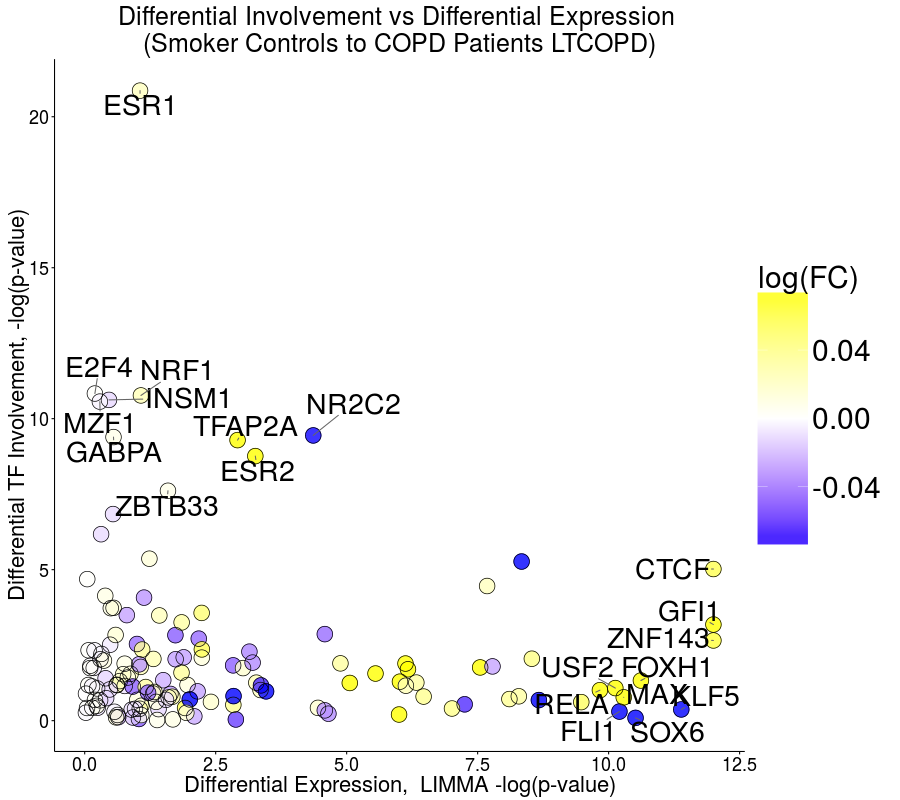 Differential Involvement vs Differential Expression
(Smoker Controls to COPD Patients LTCOPD)
Differential TF Involvement, -log(p-value)
20
15
10
5
0
ESR1
E2F4
NRF1
INSM1
MZF1
GABPA
TFAP2A
NR2C2
ESR2
ZBTB33
CTCF
GFI1
ZNF143
USF2
FOXH1
RELA
MAX
KLF5
FLI1
SOX6
0.0
2.5
5.0
7.5
10.0
12.5
Differential Expression, LIMMA -log(p-value)
log(FC)
0.04
0.00
-0.04